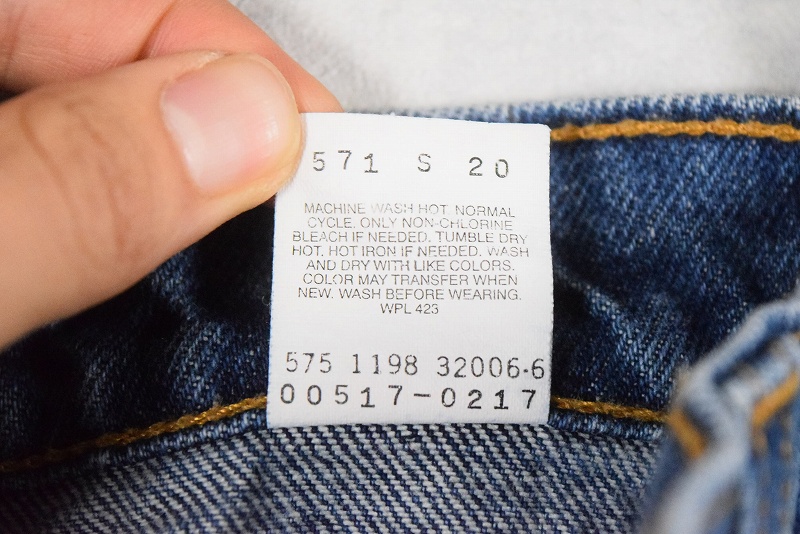 571 S 20
MACHINE WASH HOT. NORMAL
CYCLE. ONLY NON-CHLORINE
BLEACH IF NEEDED. TUMBLE DRY
HOT. HOT IRON IF NEEDED. WASH
AND DRY WITH LIKE COLORS.
COLOR MAY TRANSFER WHEN
NEW. WASH BEFORE WEARING.
WPL 423
575 1198 32006-6
00517-0217